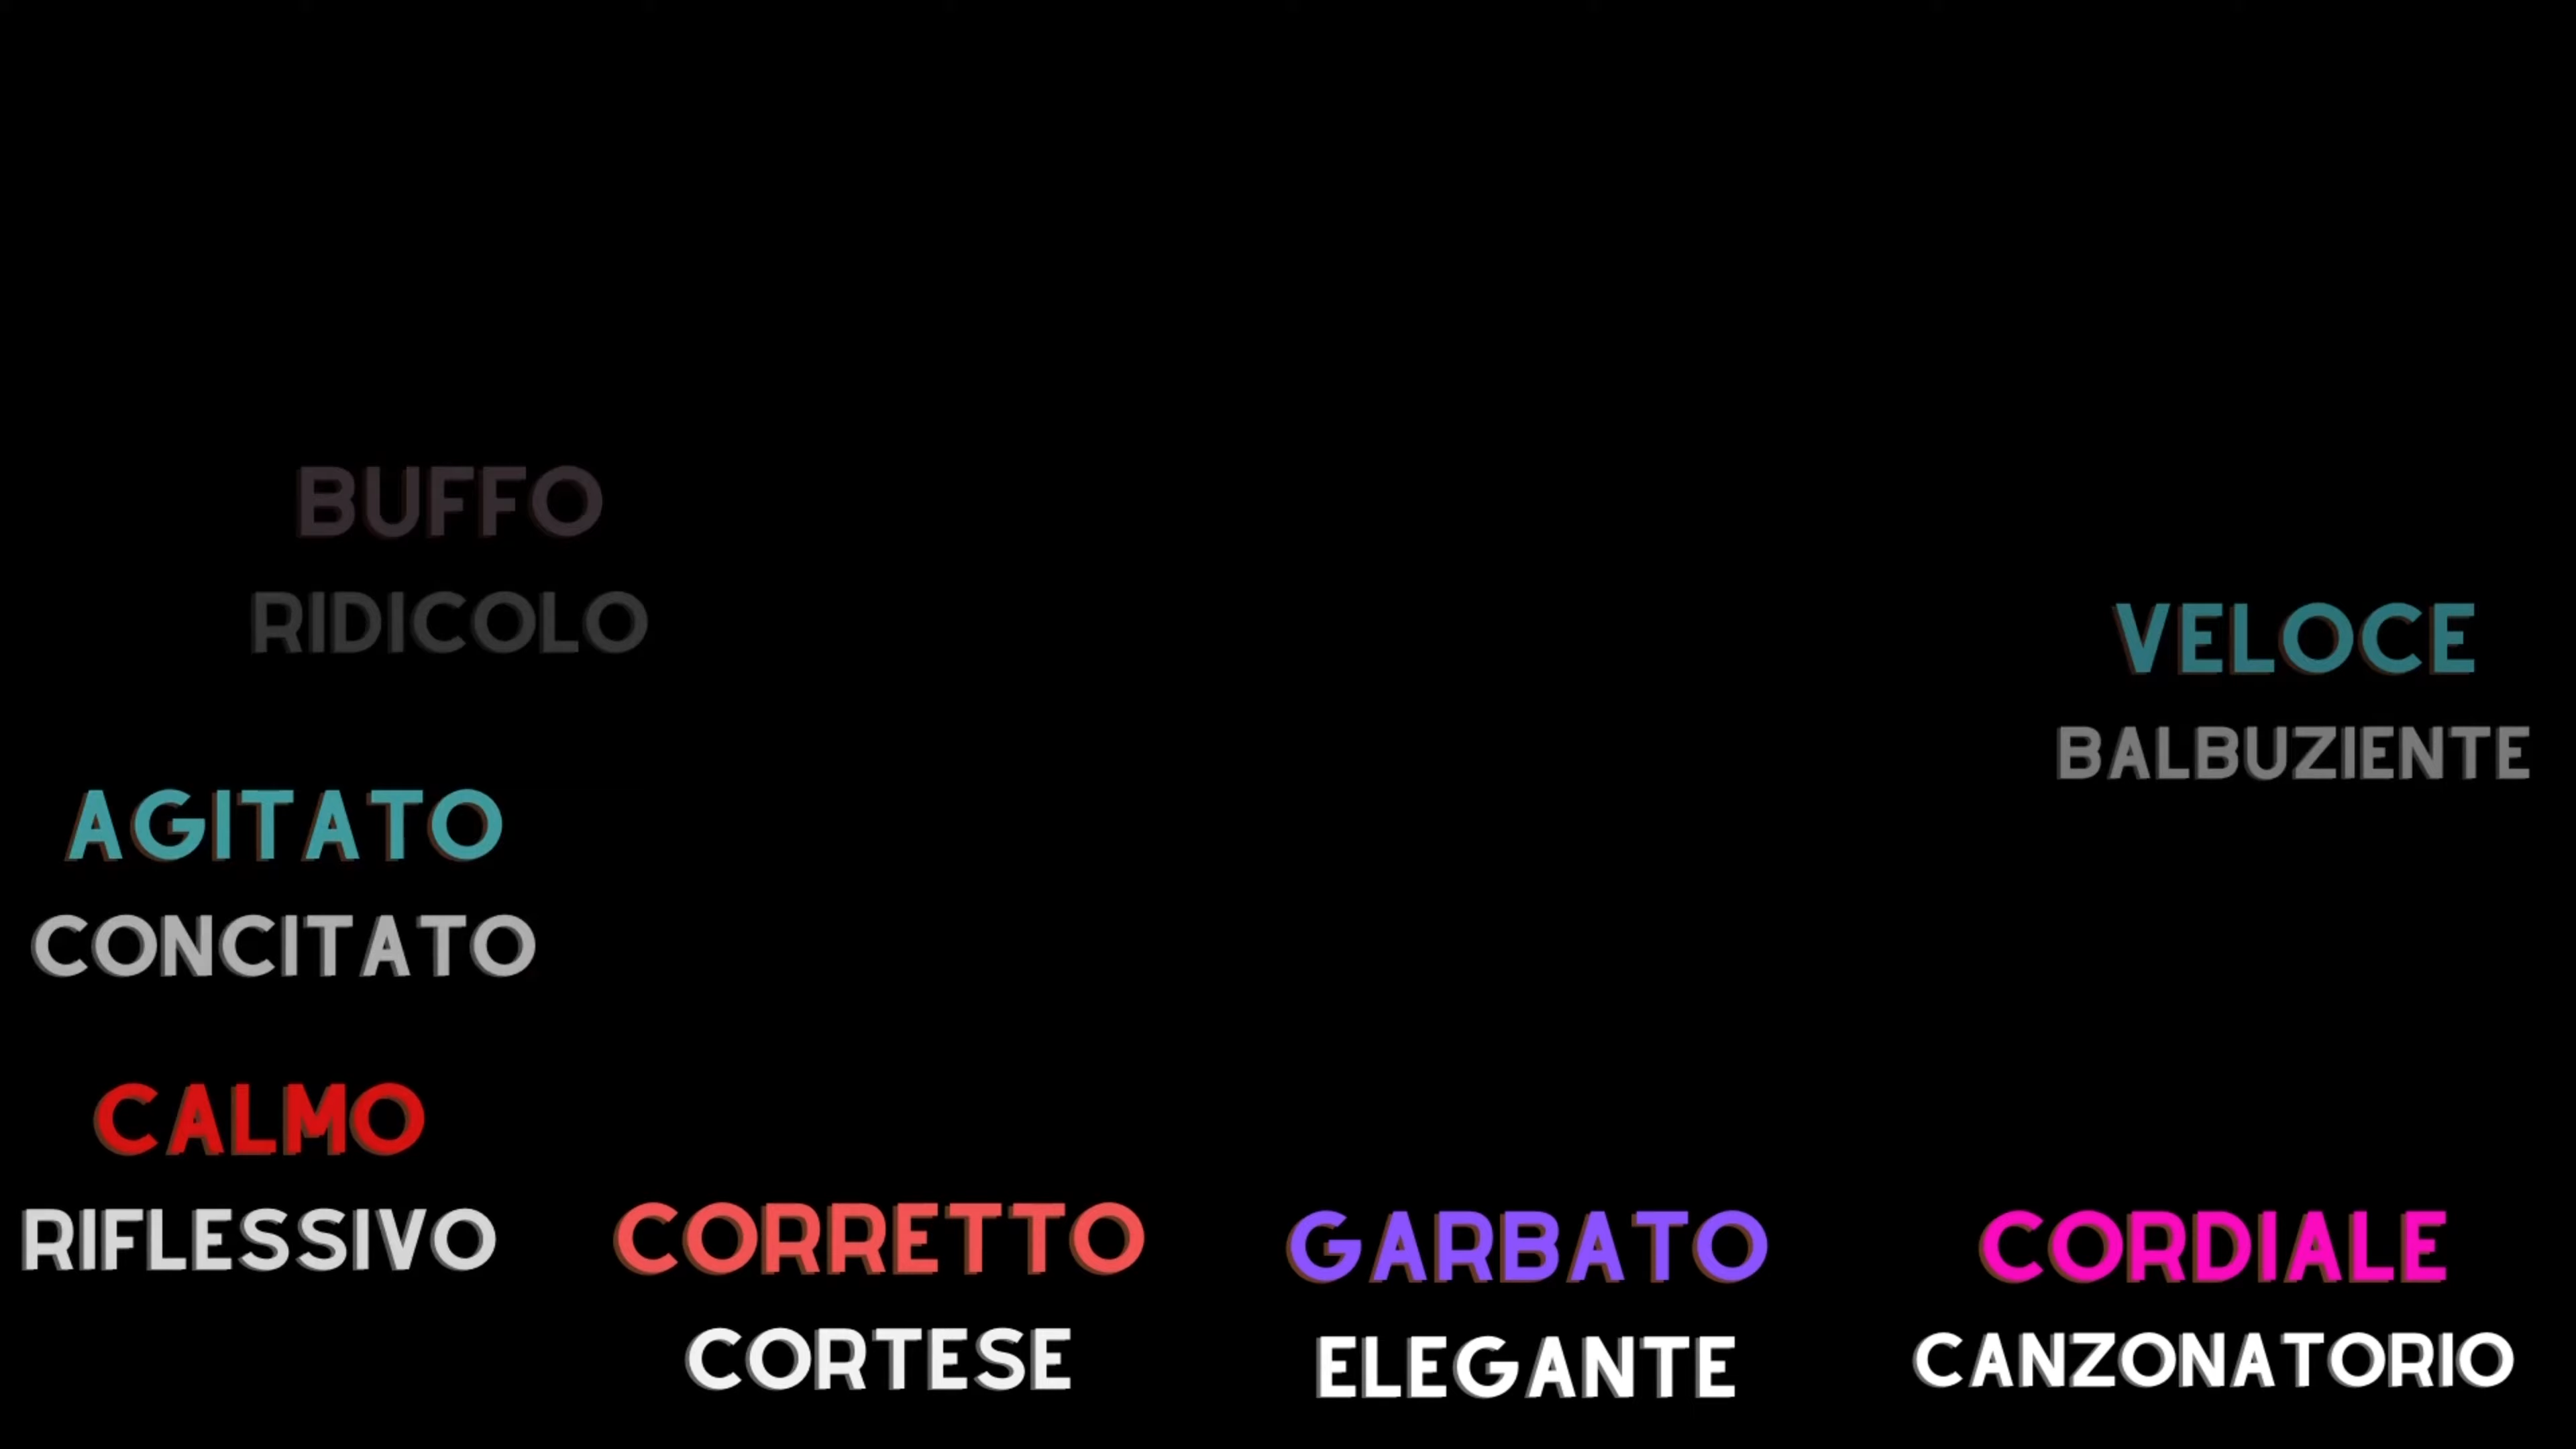 BUFFO
RIDICOLO
VELOCE
BALBUZIENTE
AGITATO
CONCITATO
CALMO
RIFLESSIVO
CORRETTO
CORTESE
GARBATO
ELEGANTE
CORDIALE
CANZONATORIO